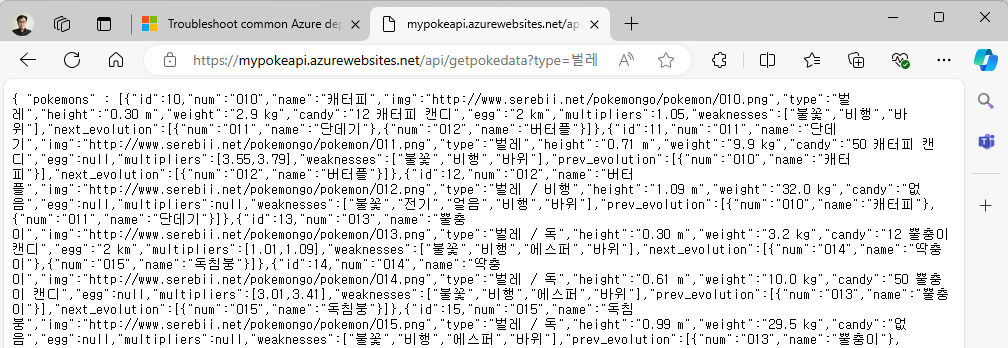 Troubleshoot common Azure dep
mypokeapi.azurewebsites.net/ap
https://mypokeapi.azurewebsites.net/api/getpokedata?type=벌레
{ "pokemons" : [{"id":10,"num":"010","name":"캐터피","img":"http://www.serebii.net/pokemongo/pokemon/010.png","type":"벌
레","height":"0.30 m","weight":"2.9 kg","candy":"12 캐터피 캔디","egg":"2 km","multipliers":1.05,"weaknesses":["불꽃","비행","바
위"],"next_evolution":[{"num":"011","name":"단데기"},{"num":"012","name":"버터플"}]},{"id":11,"num":"011","name":"단데
기","img":"http://www.serebii.net/pokemongo/pokemon/011.png","type":"벌레","height":"0.71 m","weight":"9.9 kg","candy":"50 캐터피 캔
디","egg":null,"multipliers":[3.55,3.79],"weaknesses":["불꽃","비행","바위"],"prev_evolution":[{"num":"010","name":"캐터
피"}],"next_evolution":[{"num":"012","name":"버터플"}]},{"id":12,"num":"012","name":"버터
플","img":"http://www.serebii.net/pokemongo/pokemon/012.png","type":"벌레 / 비행","height":"1.09 m","weight":"32.0 kg","candy":"없
음","egg":null,"multipliers":null,"weaknesses":["불꽃","전기","얼음","비행","바위"],"prev_evolution":[{"num":"010","name":"캐터피"},
{"num":"011","name":"단데기"}]},{"id":13,"num":"013","name":"뿔충
이","img":"http://www.serebii.net/pokemongo/pokemon/013.png","type":"벌레 / 독","height":"0.30 m","weight":"3.2 kg","candy":"12 뿔충이
캔디","egg":"2 km","multipliers":[1.01,1.09],"weaknesses":["불꽃","비행","에스퍼","바위"],"next_evolution":[{"num":"014","name":"딱충
이"},{"num":"015","name":"독침붕"}]},{"id":14,"num":"014","name":"딱충
이","img":"http://www.serebii.net/pokemongo/pokemon/014.png","type":"벌레 / 독","height":"0.61 m","weight":"10.0 kg","candy":"50 뿔충
이 캔디","egg":null,"multipliers":[3.01,3.41],"weaknesses":["불꽃","비행","에스퍼","바위"],"prev_evolution":[{"num":"013","name":"뿔충
이"}],"next_evolution":[{"num":"015","name":"독침붕"}]},{"id":15,"num":"015","name":"독침
붕","img":"http://www.serebii.net/pokemongo/pokemon/015.png","type":"벌레 / 독","height":"0.99 m","weight":"29.5 kg","candy":"없
음","egg":null,"multipliers":null,"weaknesses":["불꽃","비행","에스퍼","바위"],"prev_evolution":[{"num":"013","name":"뿔충이"},